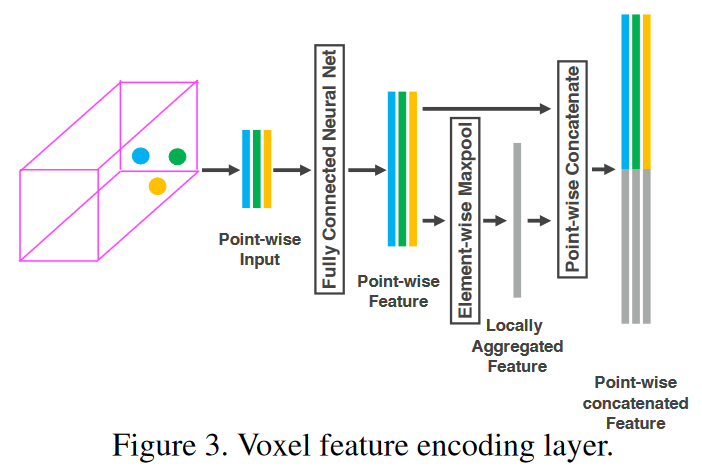 Point-wise
Input
Fully Connected Neural Net
Point-wise
Feature
Element-wise Maxpool
Locally
Aggregated
Feature
Point-wise Concatenate
Point-wise
concatenated
Feature
Figure 3. Voxel feature encoding layer.